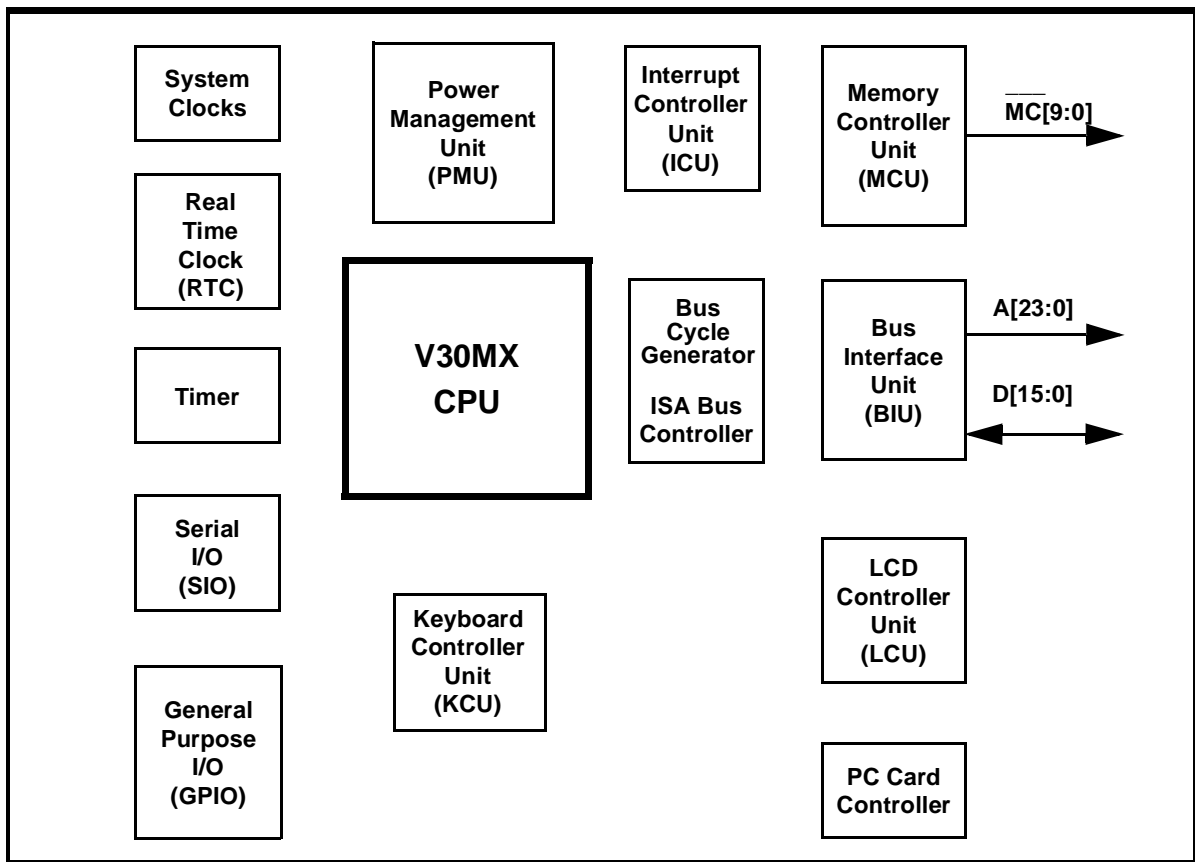 System
Clocks
Real
Time
Clock
(RTC)
Timer
Serial
I/O
(SIO)
General
Purpose
I/O
(GPIO)
Power
Management
Unit
(PMU)
V30MX
CPU
Keyboard
Controller
Unit
(KCU)
Interrupt
Controller
Unit
(ICU)
Bus
Cycle
Generator
ISA Bus
Controller
Memory
Controller
Unit
(MCU)
MC[9:0]
Bus
Interface
Unit
(BIU)
A[23:0]
D[15:0]
LCD
Controller
Unit
(LCU)
PC Card
Controller